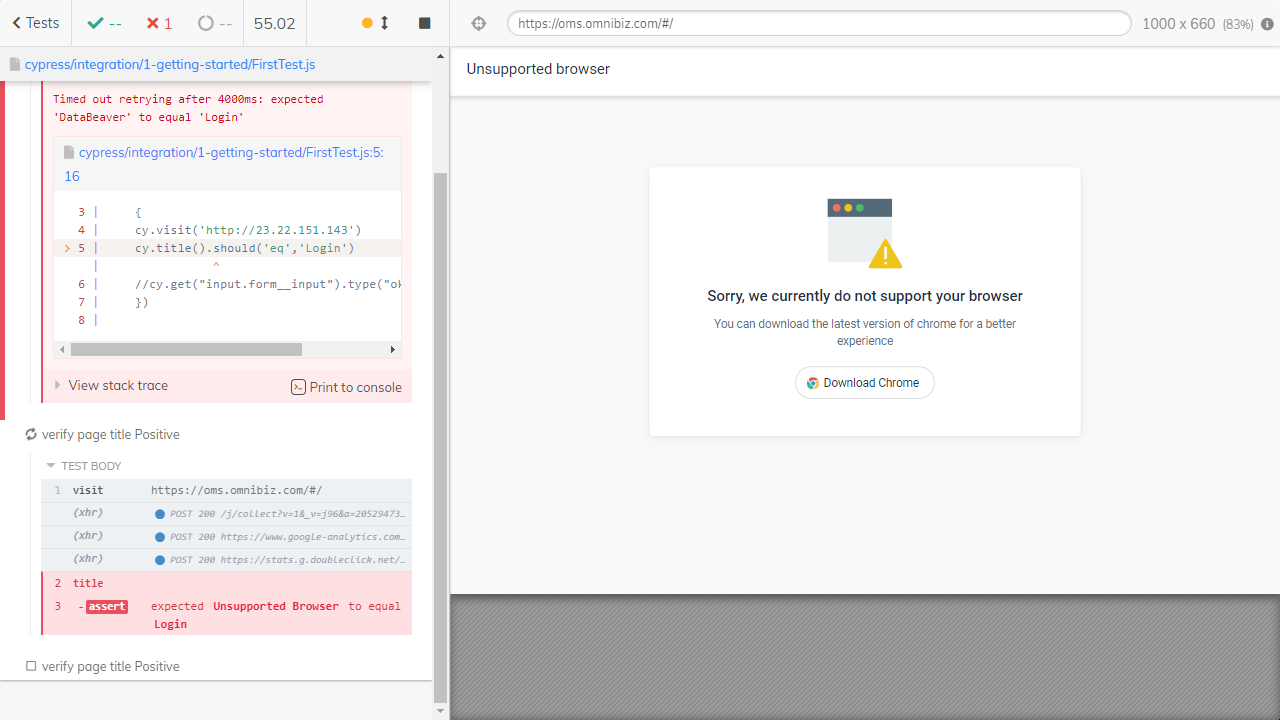 Tests
--
1
--
55.02
https://oms.omnibiz.com/#/
1000 x 660 (83%)
cypress/integration/1-getting-started/FirstTest.js
Timed out retrying after 4000ms: expected
'DataBeaver' to equal 'Login'
cypress/integration/1-getting-started/FirstTest.js:5:
16
3 | {
4 | cy.visit('http://23.22.151.143')
> 5 | cy.title().should('eq','Login')
| ^
6 | //cy.get("input.form__input").type("ok
7 | })
8 |
View stack trace
Print to console
verify page title Positive
TEST BODY
1 visit https://oms.omnibiz.com/#/
(xhr) POST 200 /j/collect?v=1&_v=j96&a=20529473…
(xhr) POST 200 https://www.google-analytics.com…
(xhr) POST 200 https://stats.g.doubleclick.net/…
2 title
3 -assert expected Unsupported Browser to equal
Login
verify page title Positive
Unsupported browser
Sorry, we currently do not support your browser
You can download the latest version of chrome for a better
experience
Download Chrome